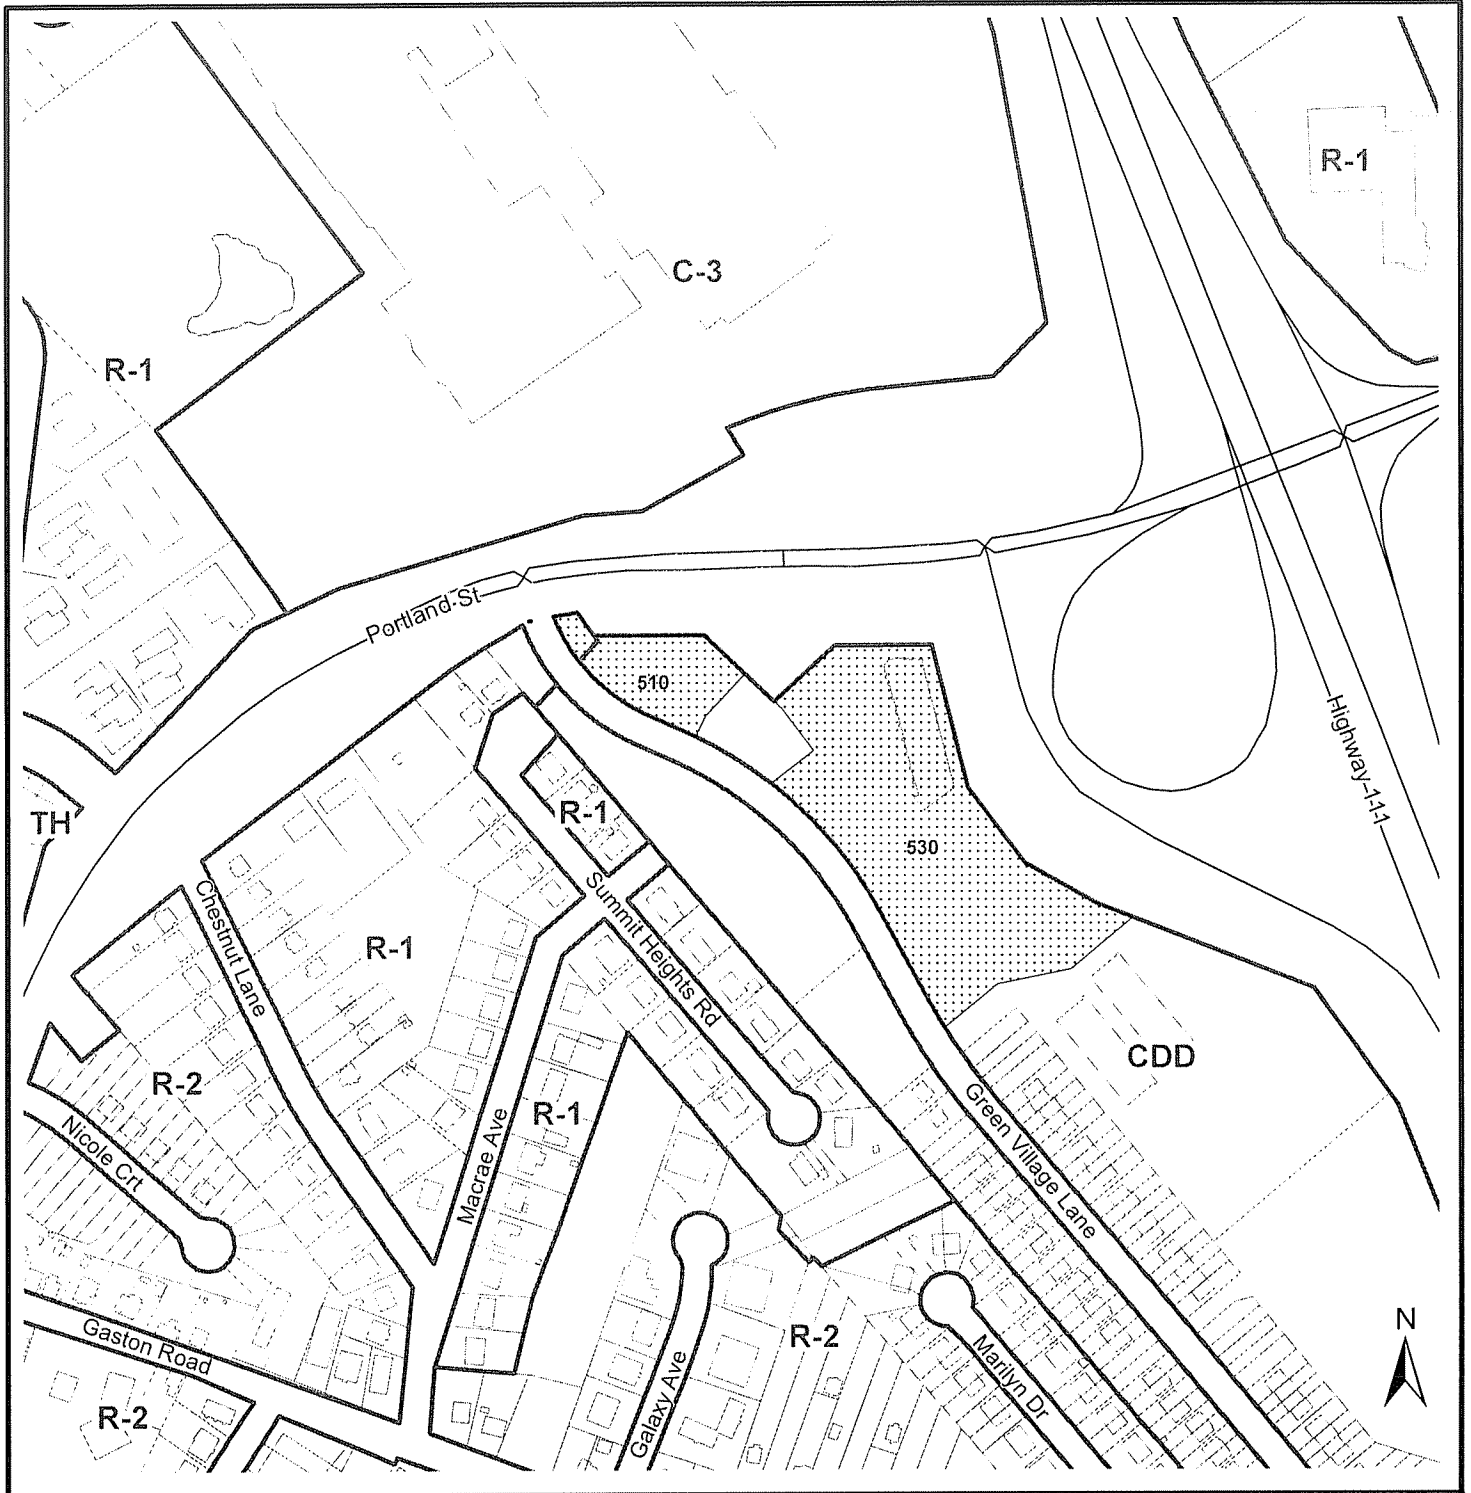 R-1
C-3
R-1
Portland St
510
Highway 111
R-1
TH
530
Summit Heights Rd
Chestnut Lane
R-1
CDD
R-2
R-1
Green Village Lane
Nicole Crt
Macrae Ave
N
R-2
Gaston Road
Marilyn Dr
Galaxy Ave
R-2